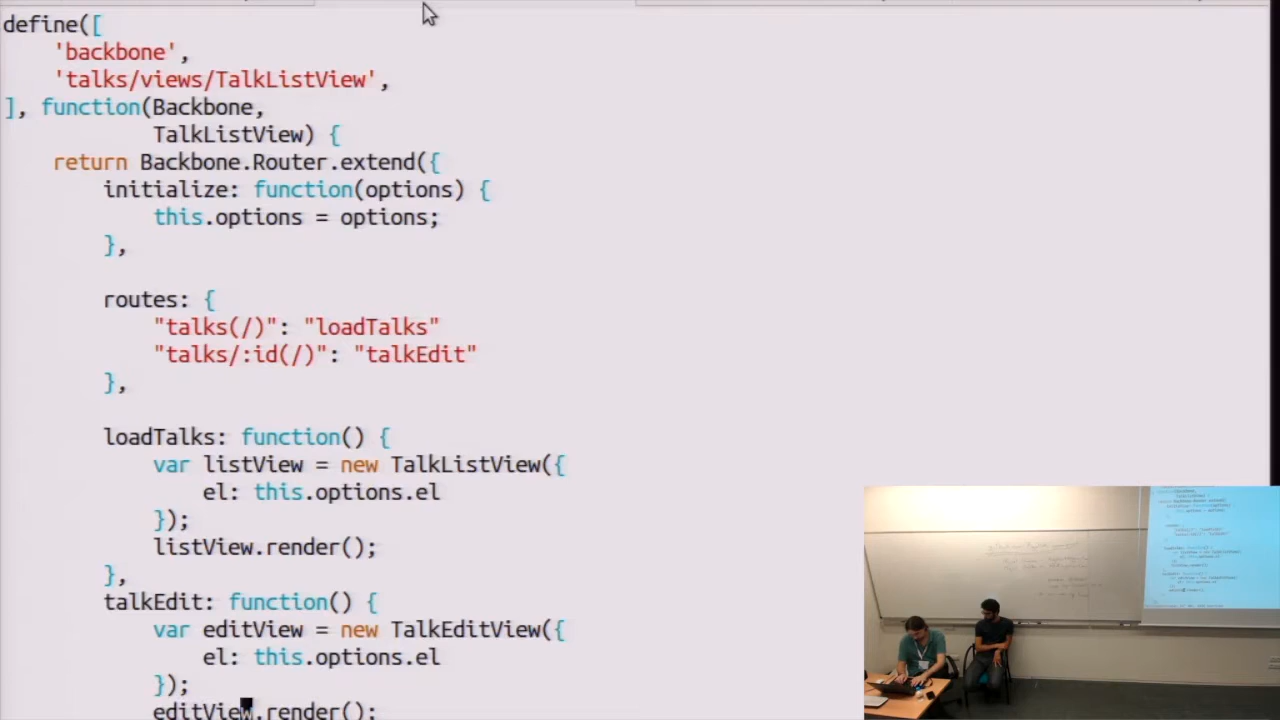 define([
    'backbone',
    'talks/views/TalkListView',
], function(Backbone,
            TalkListView) {
    return Backbone.Router.extend({
        initialize: function(options) {
            this.options = options;
        },

        routes: {
            "talks(/)": "loadTalks"
            "talks/:id(/)": "talkEdit"
        },

        loadTalks: function() {
            var listView = new TalkListView({
                el: this.options.el
            });
            listView.render();
        },
        talkEdit: function() {
            var editView = new TalkEditView({
                el: this.options.el
            });
            editView.render();